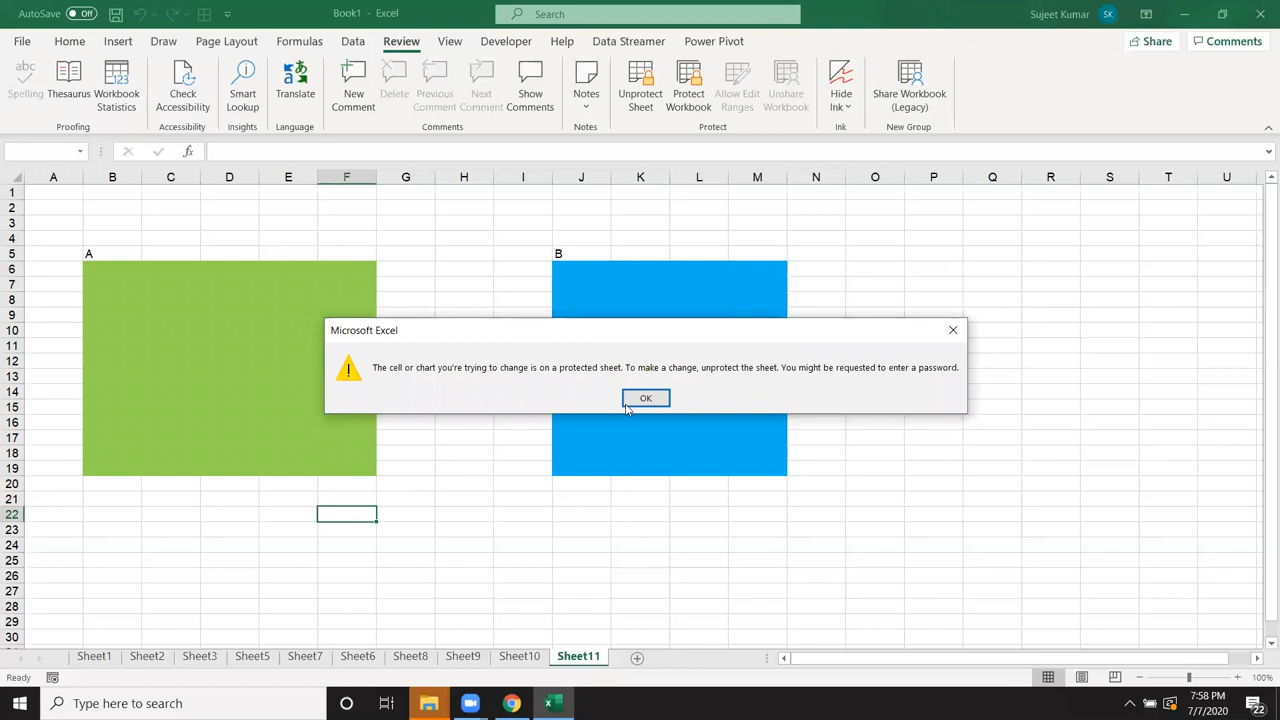 AutoSave Off Book1 - Excel Search Sujeet Kumar SK
File Home Insert Draw Page Layout Formulas Data Review View Developer Help Data Streamer Power Pivot Share Comments
Spelling Thesaurus Workbook Statistics Check Accessibility Smart Lookup Translate New Comment Delete Previous Comment Next Comment Show Comments Notes Unprotect Sheet Protect Workbook Allow Edit Ranges Unshare Workbook Hide Ink Share Workbook (Legacy)
Proofing Accessibility Insights Language Comments Notes Protect Ink New Group
fx
A B C D E F G H I J K L M N O P Q R S T U
1
2
3
4
5 A B
6
7
8
9
10
11
12
13
14
15
16
17
18
19
20
21
22
23
24
25
26
27
28
29
30
Microsoft Excel
The cell or chart you're trying to change is on a protected sheet. To make a change, unprotect the sheet. You might be requested to enter a password.
OK
Sheet1 Sheet2 Sheet3 Sheet5 Sheet7 Sheet6 Sheet8 Sheet9 Sheet10 Sheet11
Ready 100%
Type here to search 7:58 PM
7/7/2020 22